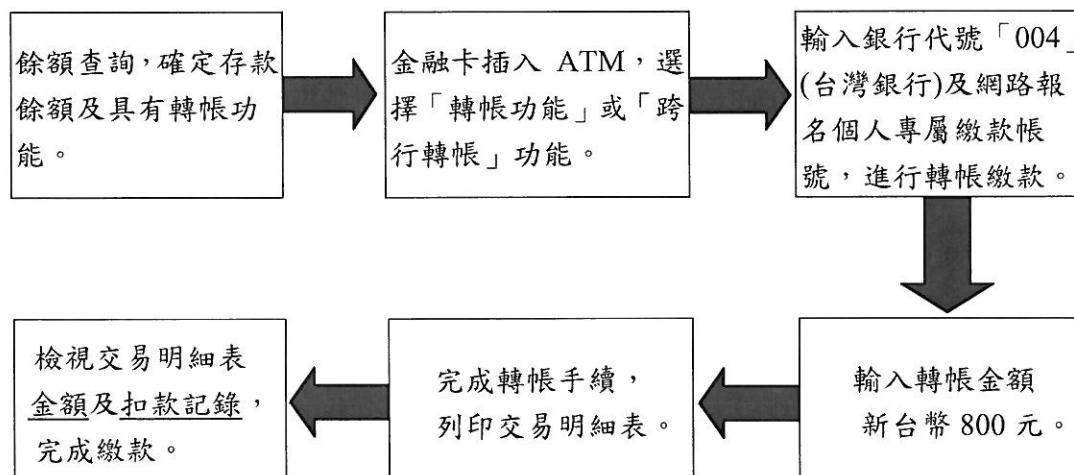 餘額查詢，確定存款
餘額及具有轉帳功
能。
金融卡插入 ATM，選
擇「轉帳功能」或「跨
行轉帳」功能。
輸入銀行代號「004」
(台灣銀行)及網路報
名個人專屬繳款帳
號，進行轉帳繳款。
輸入轉帳金額
新台幣 800 元。
完成轉帳手續，
列印交易明細表。
檢視交易明細表
金額及扣款記錄，
完成繳款。